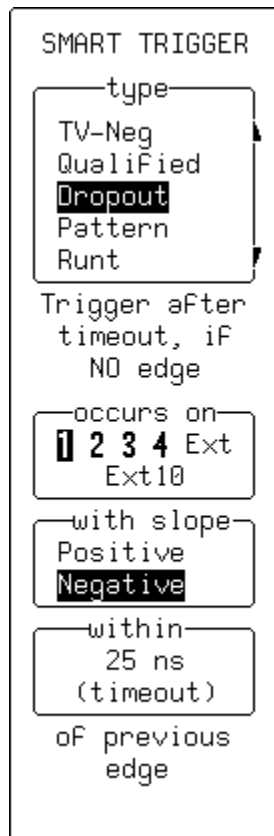 SMART TRIGGER
type
TV-Neg
Qualified
Dropout
Pattern
Runt
Trigger after
timeout, if
NO edge
occurs on
1 2 3 4 Ext
Ext10
with slope
Positive
Negative
within
25 ns
(timeout)
of previous
edge